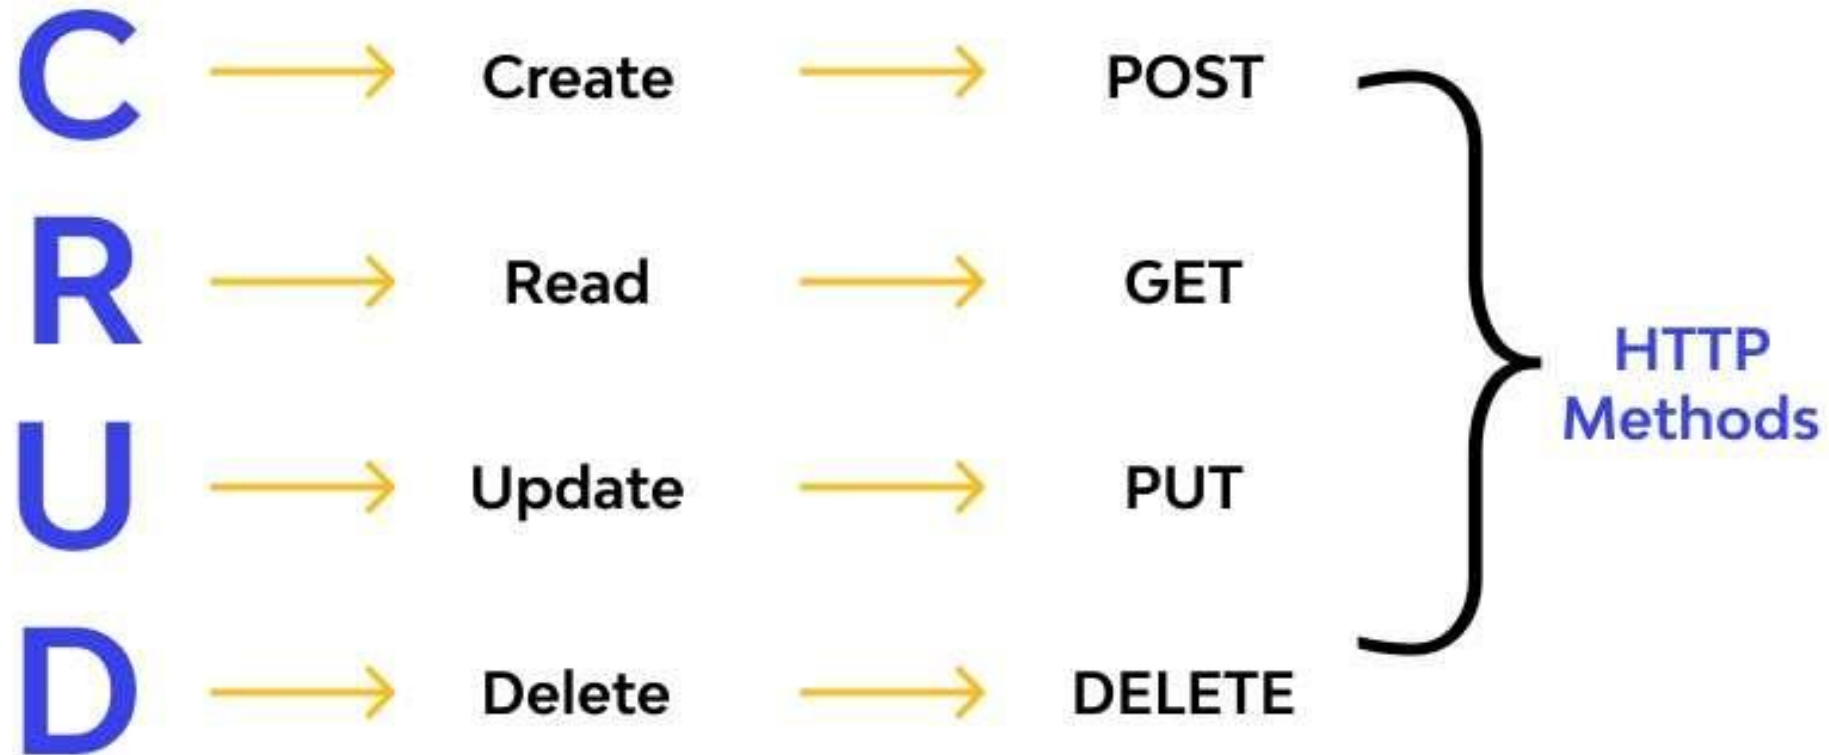 C Create POST
R Read GET
U Update PUT
D Delete DELETE
HTTP
Methods